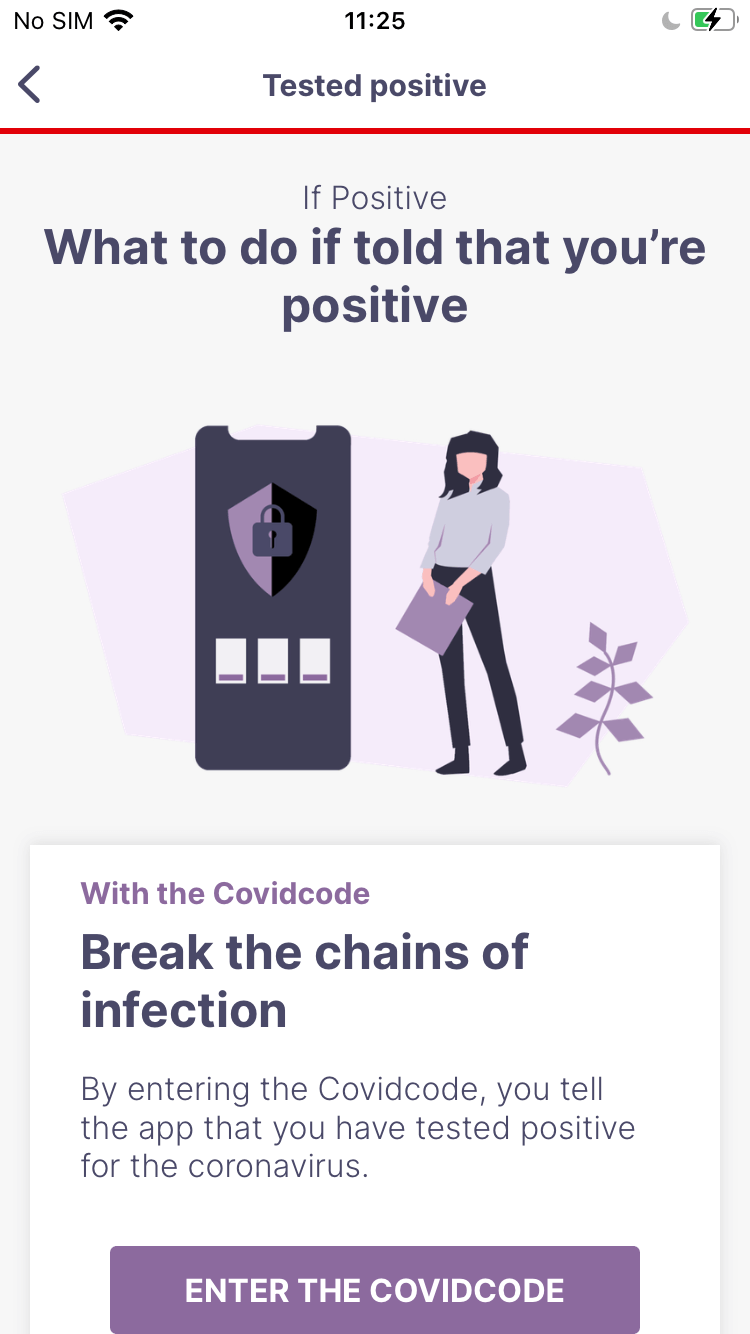 No SIM 11:25
Tested positive
If Positive
What to do if told that you’re
positive
With the Covidcode
Break the chains of
infection
By entering the Covidcode, you tell
the app that you have tested positive
for the coronavirus.
ENTER THE COVIDCODE